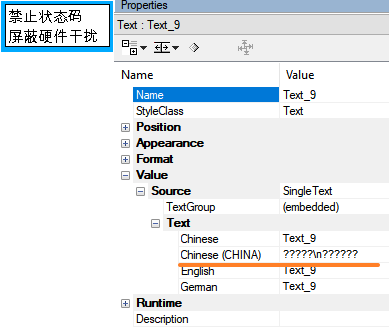 禁止状态码
屏蔽硬件干扰
Properties
Text : Text_9
Name Value
Name Text_9
StyleClass Text
Position
Appearance
Format
Value
Source SingleText
TextGroup (embedded)
Text
Chinese Text_9
Chinese (CHINA) ?????\n??????
English Text_9
German Text_9
Runtime
Description